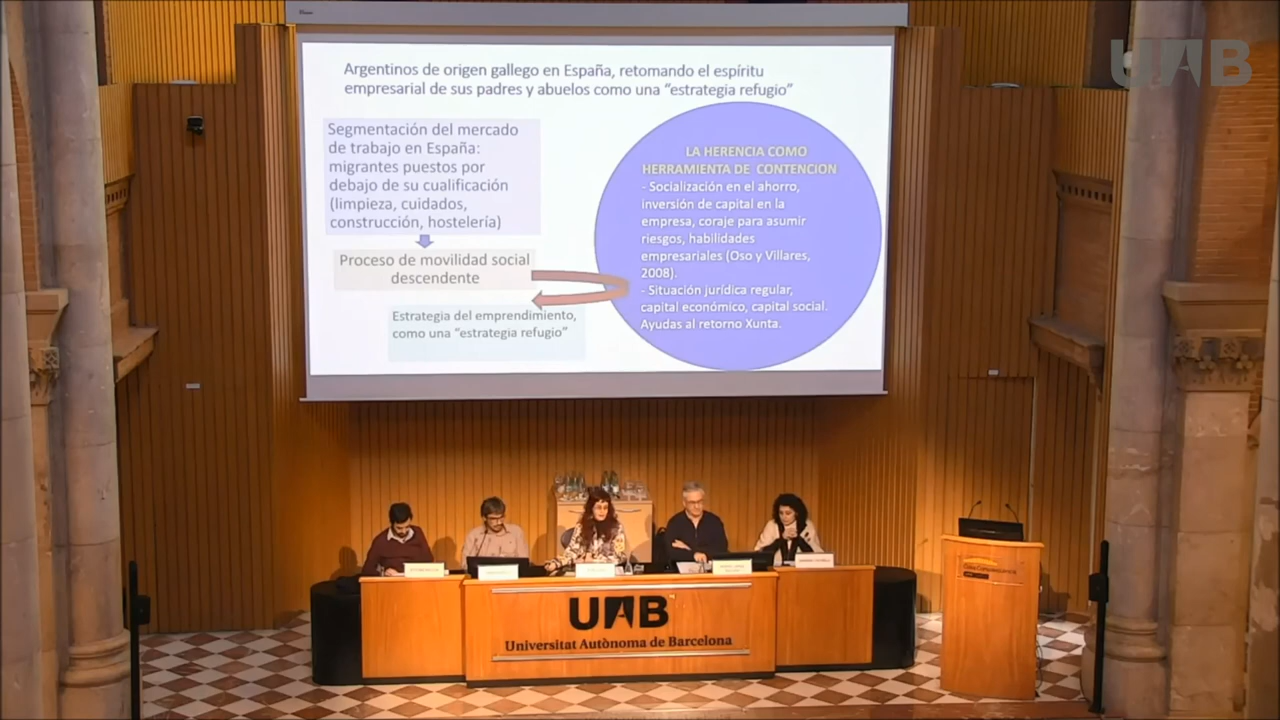 Argentinos de origen gallego en España, retomando el espíritu
empresarial de sus padres y abuelos como una "estrategia refugio"
Segmentación del mercado
de trabajo en España:
migrantes puestos por
debajo de su cualificación
(limpieza, cuidados,
construcción, hostelería)
Proceso de movilidad social
descendente
Estrategia del emprendimiento,
como una "estrategia refugio"
LA HERENCIA COMO
HERRAMIENTA DE CONTENCION
- Socialización en el ahorro,
inversión de capital en la
empresa, coraje para asumir
riesgos, habilidades
empresariales (Oso y Villares,
2008).
- Situación jurídica regular,
capital económico, capital social.
Ayudas al retorno Xunta.
UAB
UAB
Universitat Autònoma de Barcelona